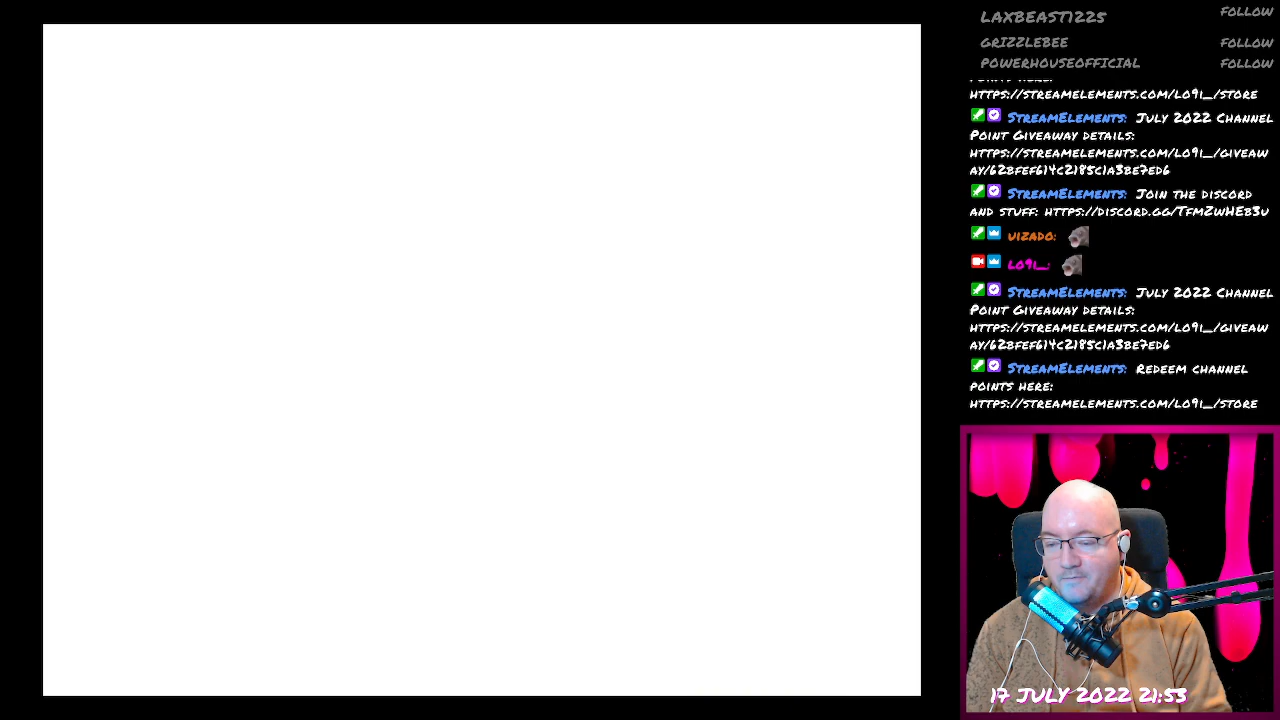 LAXBEAST1225 FOLLOW
GRIZZLEBEE FOLLOW
POWERHOUSEOFFICIAL FOLLOW
HTTPS://STREAMELEMENTS.COM/LO9I_/STORE
STREAMELEMENTS: JULY 2022 CHANNEL
POINT GIVEAWAY DETAILS:
HTTPS://STREAMELEMENTS.COM/LO9I_/GIVEAW
AY/628FEF614C2185C1A3BE7ED6
STREAMELEMENTS: JOIN THE DISCORD
AND STUFF: HTTPS://DISCORD.GG/TFMZWHEB3U
UIZADO:
LO9I_:
STREAMELEMENTS: JULY 2022 CHANNEL
POINT GIVEAWAY DETAILS:
HTTPS://STREAMELEMENTS.COM/LO9I_/GIVEAW
AY/628FEF614C2185C1A3BE7ED6
STREAMELEMENTS: REDEEM CHANNEL
POINTS HERE:
HTTPS://STREAMELEMENTS.COM/LO9I_/STORE
17 JULY 2022 21:53